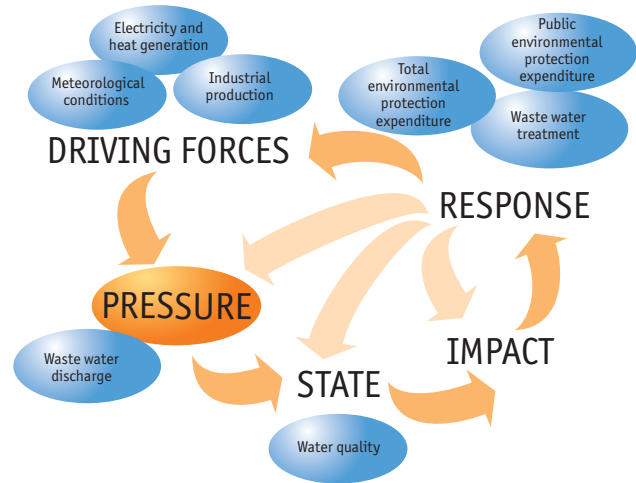 Electricity and
heat generation
Meteorological
conditions
Industrial
production
Public
environmental
protection
expenditure
Total
environmental
protection
expenditure
Waste water
treatment
DRIVING FORCES
RESPONSE
PRESSURE
Waste water
discharge
IMPACT
STATE
Water quality